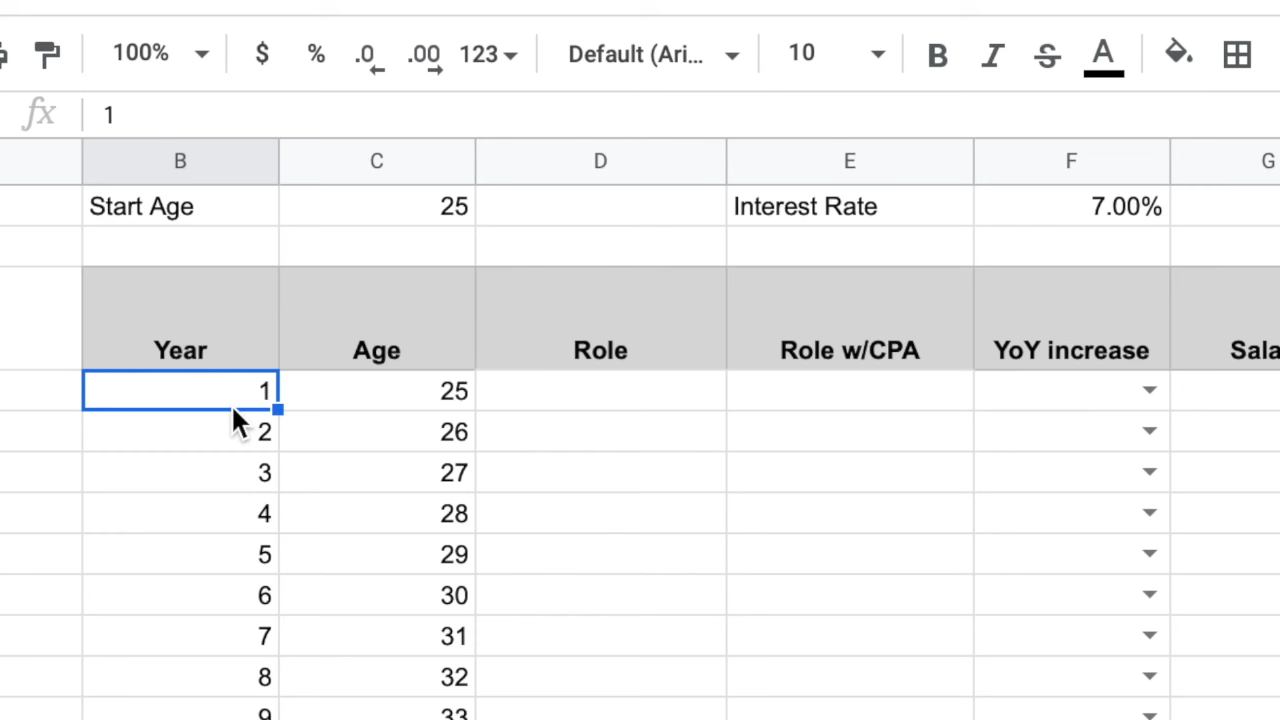 100% $ % .0 .00 123 Default (Ari... 10 B I S A
fx 1
B C D E F G
Start Age 25 Interest Rate 7.00%
Year Age Role Role w/CPA YoY increase Sala
1 25
2 26
3 27
4 28
5 29
6 30
7 31
8 32
9 33